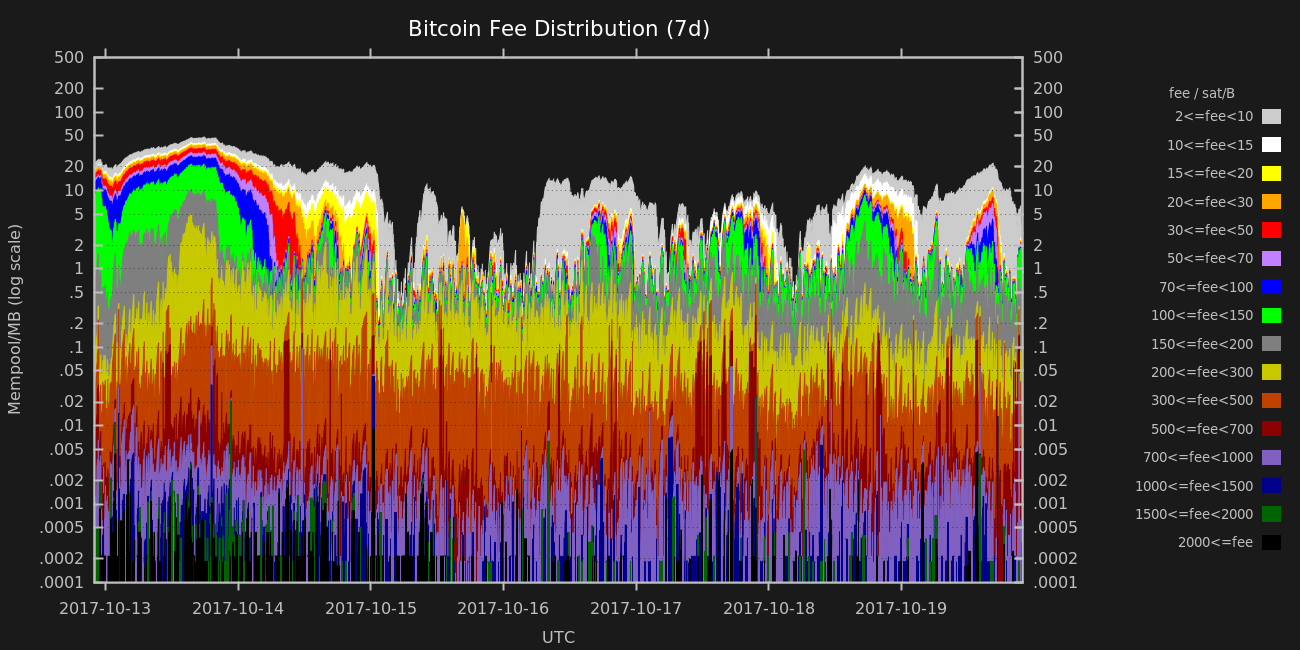 Bitcoin Fee Distribution (7d)
500
200
100
50
20
10
5
2
1
.5
.2
.1
.05
.02
.01
.005
.002
.001
.0005
.0002
.0001
Mempool/MB (log scale)
500
200
100
50
20
10
5
2
1
.5
.2
.1
.05
.02
.01
.005
.002
.001
.0005
.0002
.0001
2017-10-13 2017-10-14 2017-10-15 2017-10-16 2017-10-17 2017-10-18 2017-10-19
UTC
fee / sat/B
2<=fee<10
10<=fee<15
15<=fee<20
20<=fee<30
30<=fee<50
50<=fee<70
70<=fee<100
100<=fee<150
150<=fee<200
200<=fee<300
300<=fee<500
500<=fee<700
700<=fee<1000
1000<=fee<1500
1500<=fee<2000
2000<=fee